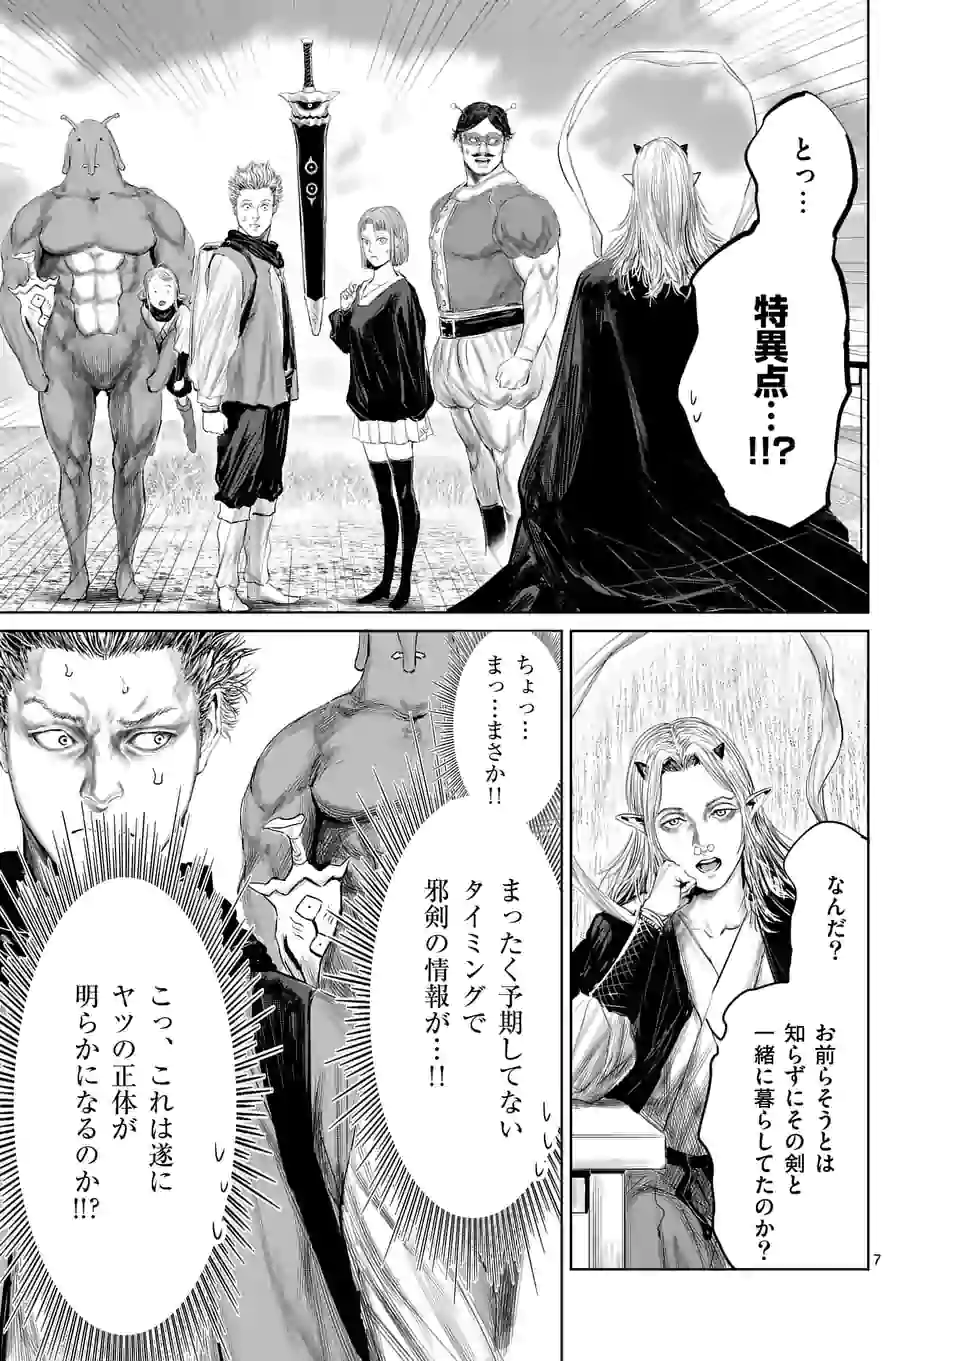 とっ…
特異点…!!?
なんだ?
お前らそうとは
知らずにその剣と
一緒に暮らしてたのか?
ちょっ…
まっ…まさか!!
まったく予期してない
タイミングで
邪剣の情報が…!!
こっ、これは遂に
ヤツの正体が
明らかになるのか!!?
7